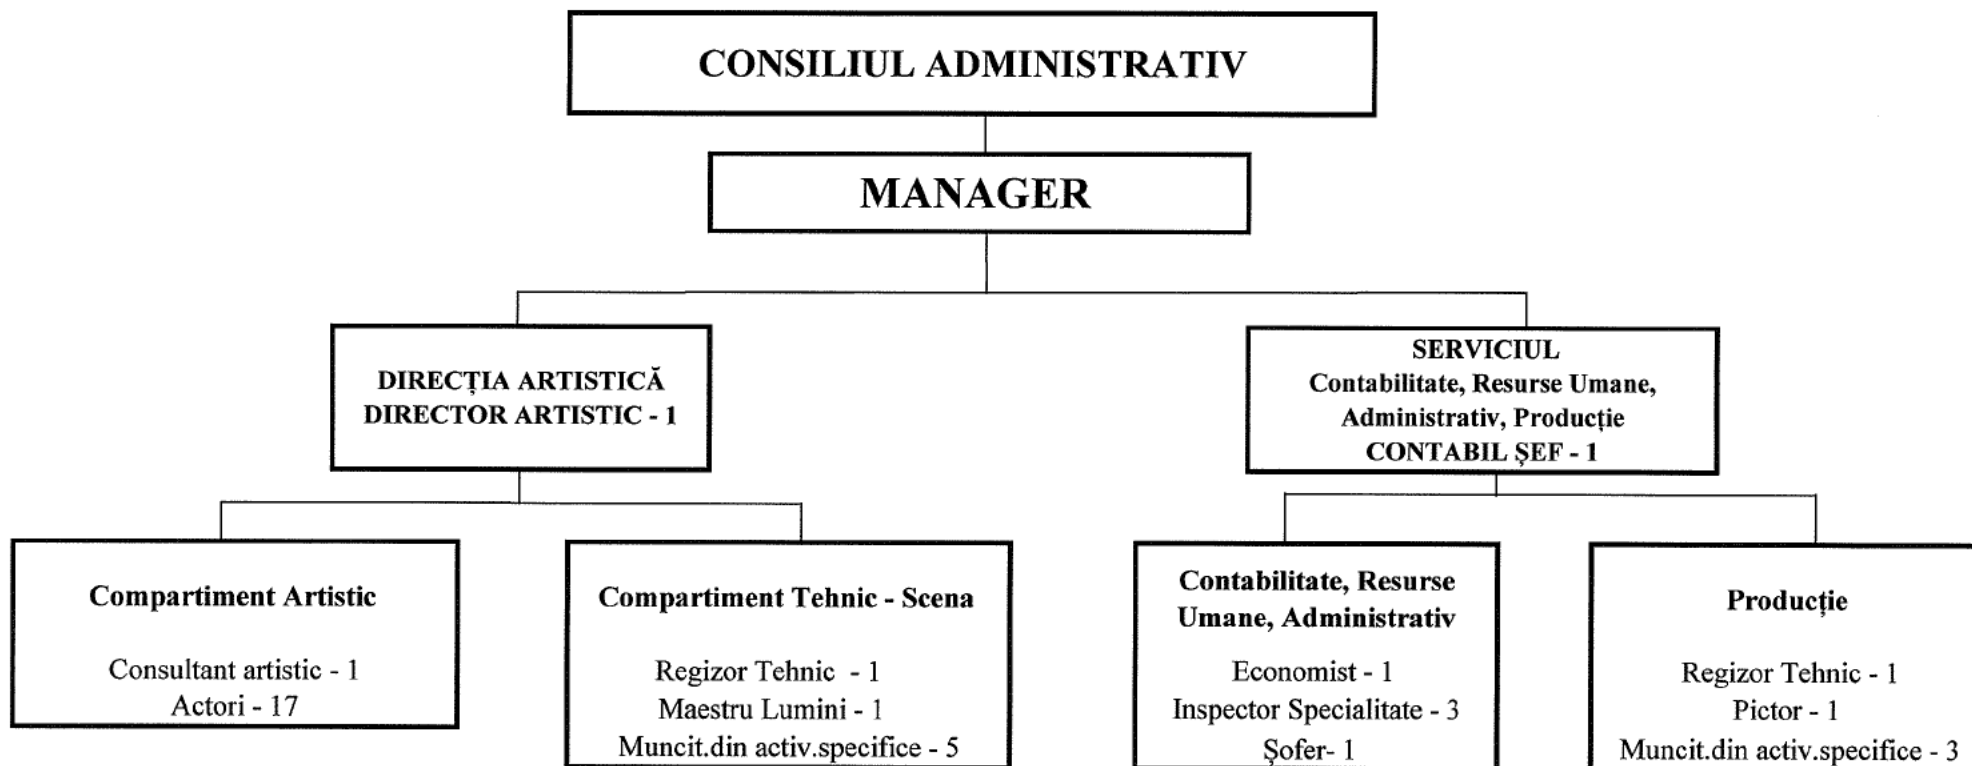 CONSILIUL ADMINISTRATIV
MANAGER
DIRECȚIA ARTISTICĂ
DIRECTOR ARTISTIC - 1
SERVICIUL
Contabilitate, Resurse Umane,
Administrativ, Producție
CONTABIL ȘEF - 1
Compartiment Artistic
Consultant artistic - 1
Actori - 17
Compartiment Tehnic - Scena
Regizor Tehnic - 1
Maestru Lumini - 1
Muncit.din activ.specifice - 5
Contabilitate, Resurse
Umane, Administrativ
Economist - 1
Inspector Specialitate - 3
Șofer- 1
Producție
Regizor Tehnic - 1
Pictor - 1
Muncit.din activ.specifice - 3